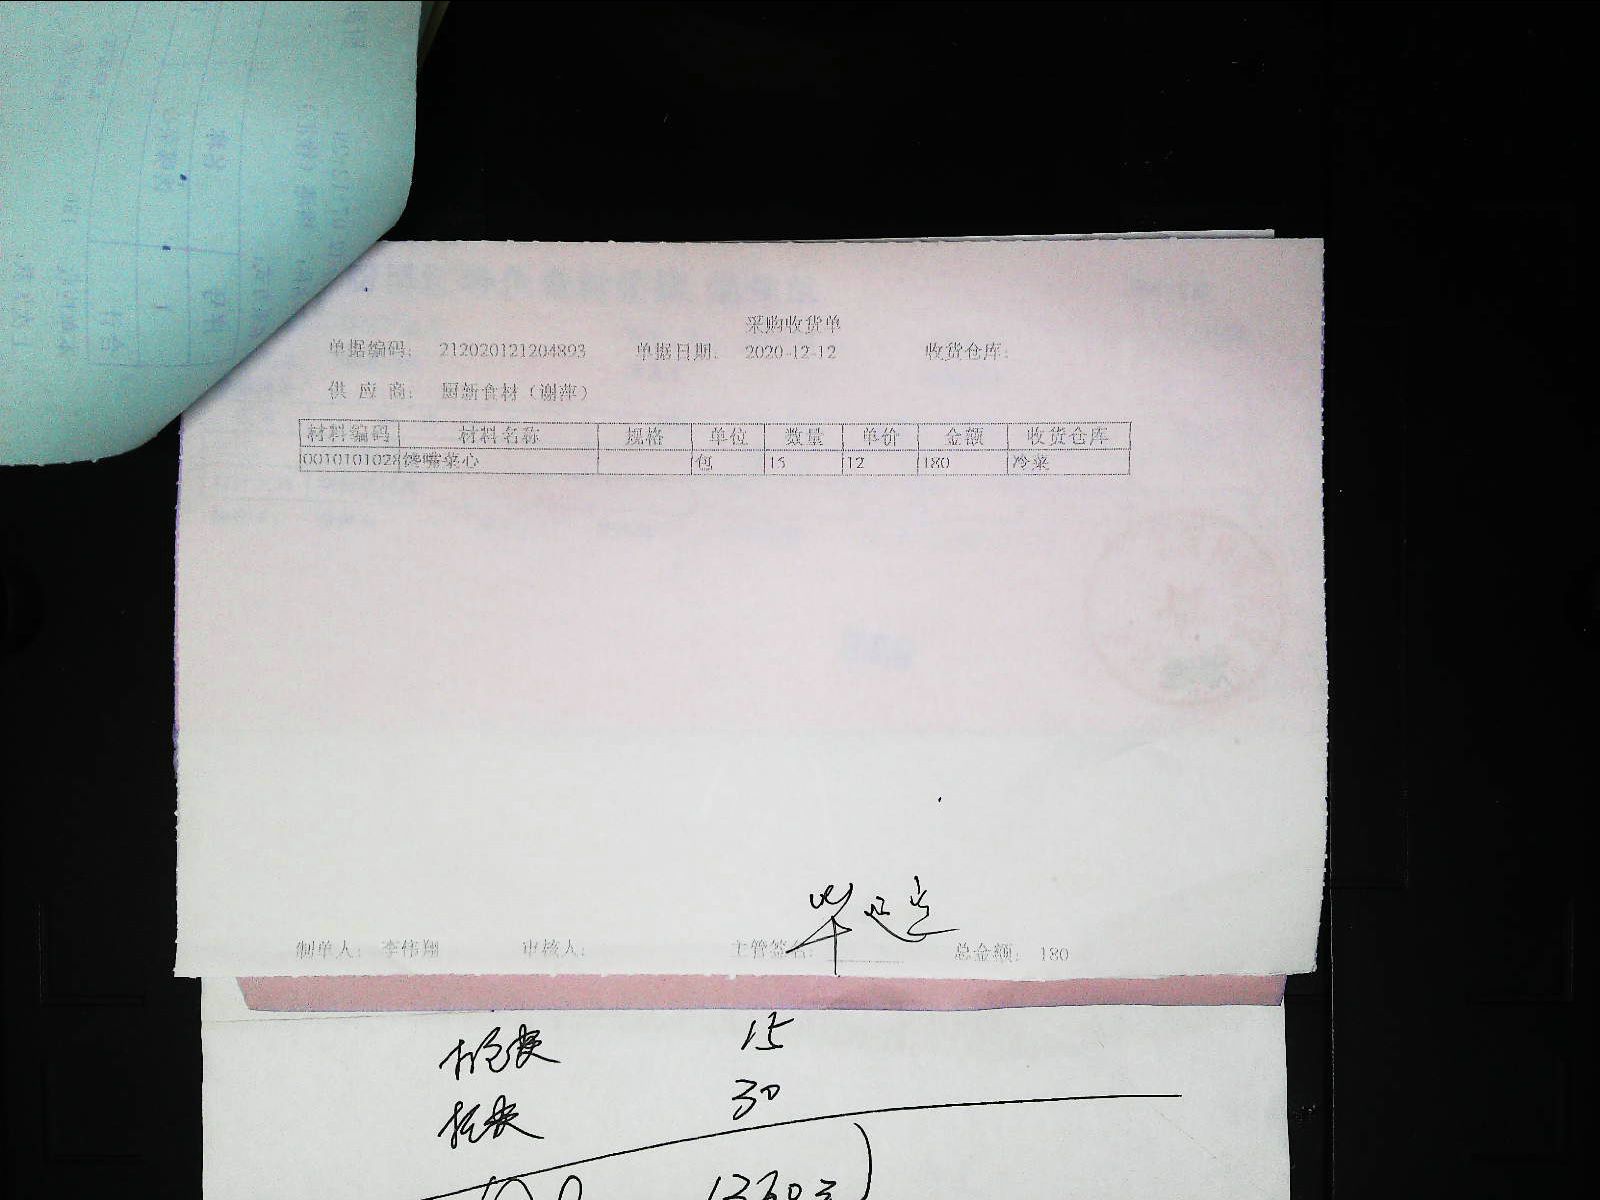 采购收货单
单据编码: 212020121204893 单据日期: 2020-12-12 收货仓库:
供应商: 厨新食材（谢萍）
材料编码 材料名称 规格 单位 数量 单价 金额 收货仓库
0010101028 馋嘴菜心 包 15 12 180 冷菜
制单人: 李伟翔 审核人: 主管签名: 总金额: 180
15
30